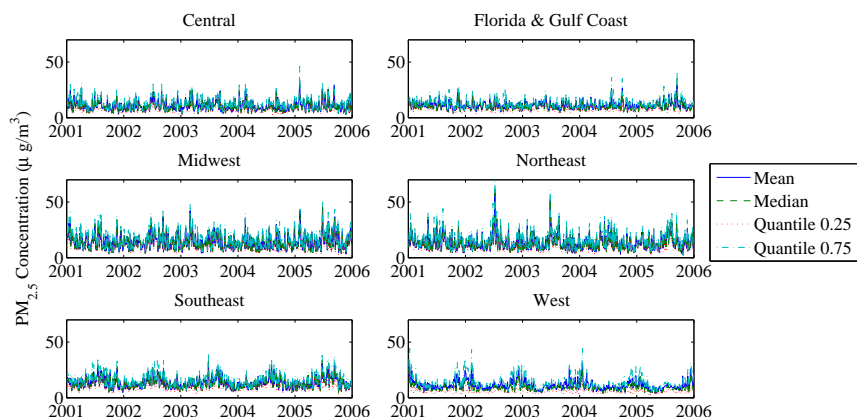 Central
Florida & Gulf Coast
50
0
2001 2002 2003 2004 2005 2006
50
0
2001 2002 2003 2004 2005 2006
Midwest
Northeast
50
0
2001 2002 2003 2004 2005 2006
50
0
2001 2002 2003 2004 2005 2006
Southeast
West
50
0
2001 2002 2003 2004 2005 2006
50
0
2001 2002 2003 2004 2005 2006
PM2.5 Concentration (μ g/m3)
Mean
Median
Quantile 0.25
Quantile 0.75